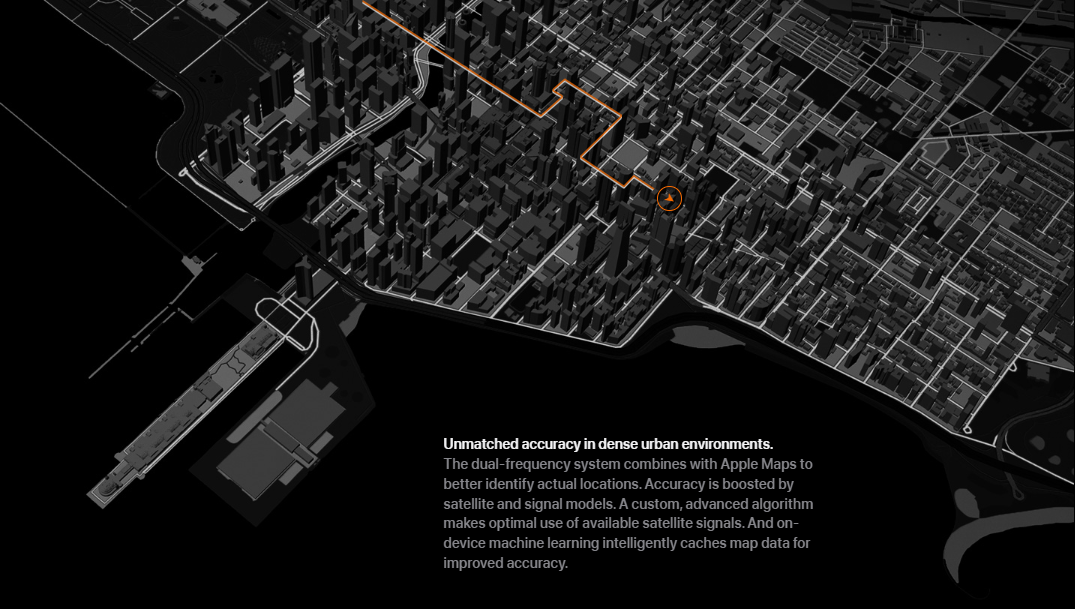 Unmatched accuracy in dense urban environments.
The dual-frequency system combines with Apple Maps to
better identify actual locations. Accuracy is boosted by
satellite and signal models. A custom, advanced algorithm
makes optimal use of available satellite signals. And on-
device machine learning intelligently caches map data for
improved accuracy.